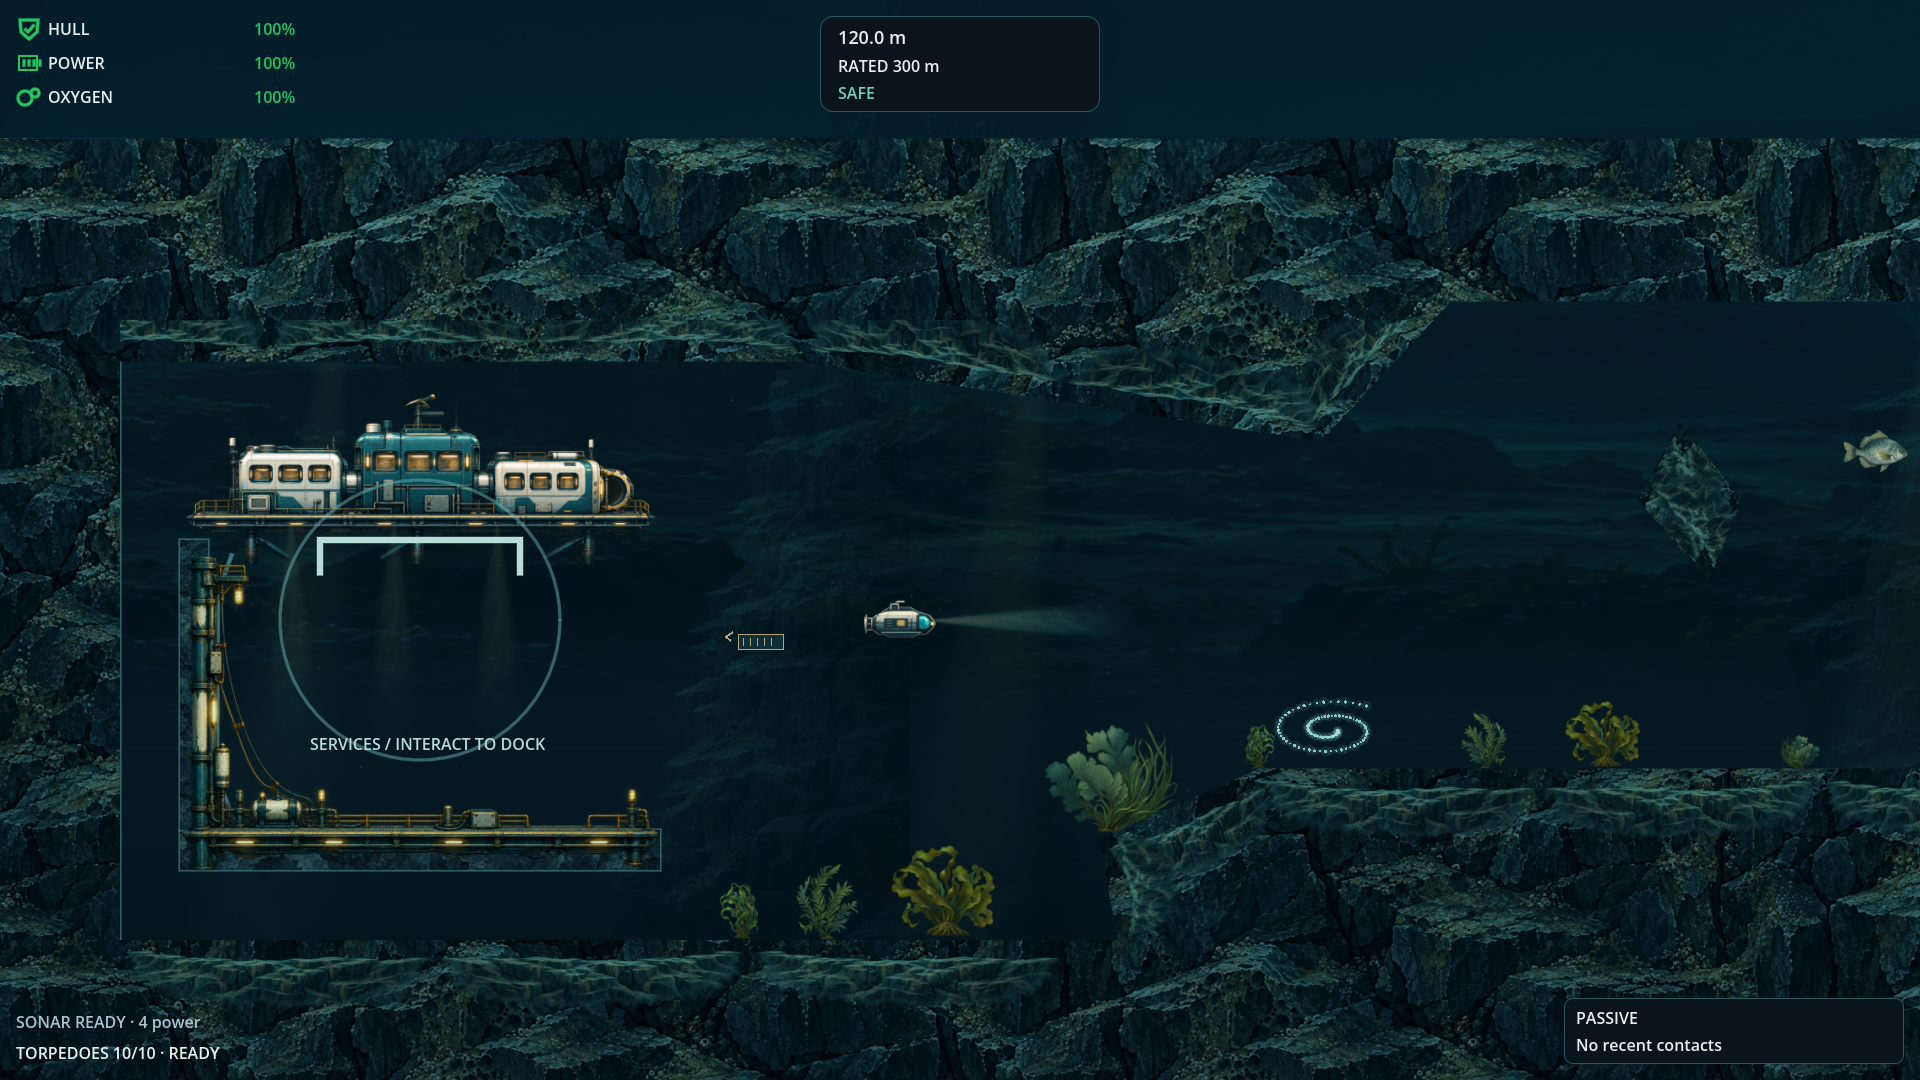 HULL 100%
POWER 100%
OXYGEN 100%
120.0 m
RATED 300 m
SAFE
SERVICES / INTERACT TO DOCK
SONAR READY · 4 power
TORPEDOES 10/10 · READY
PASSIVE
No recent contacts